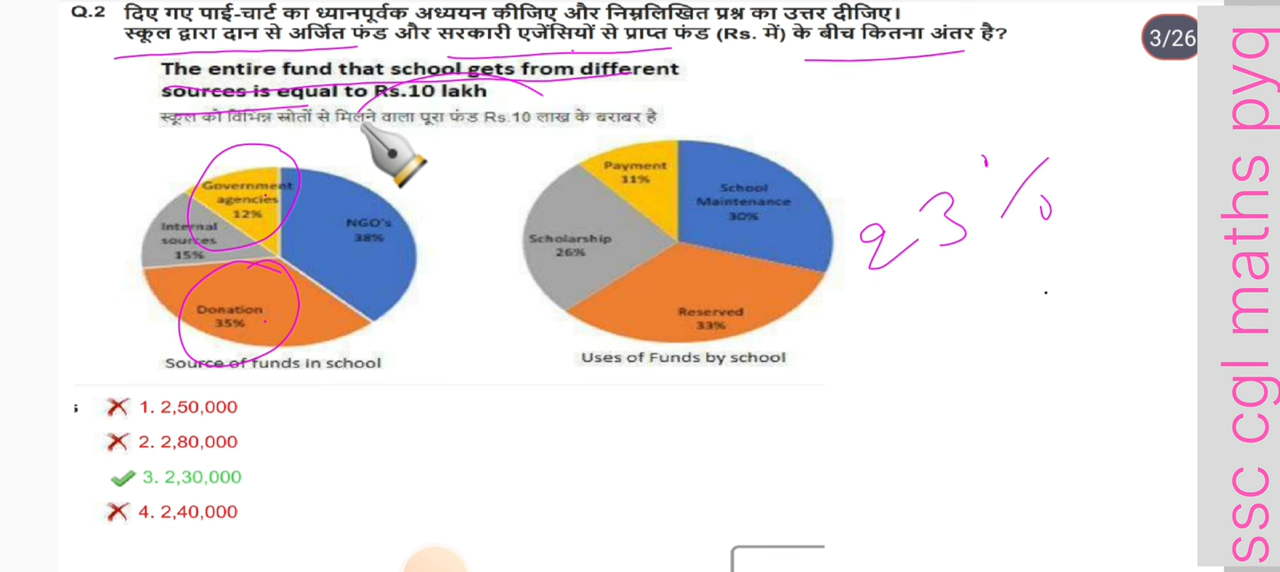 Q.2 दिए गए पाई-चार्ट का ध्यानपूर्वक अध्ययन कीजिए और निम्नलिखित प्रश्न का उत्तर दीजिए।
स्कूल द्वारा दान से अर्जित फंड और सरकारी एजेंसियों से प्राप्त फंड (Rs. में) के बीच कितना अंतर है?
3/26
The entire fund that school gets from different
sources is equal to Rs.10 lakh
स्कूल को विभिन्न स्रोतों से मिलने वाला पूरा फंड Rs.10 लाख के बराबर है
Government
agencies
12%
NGO's
38%
Internal
sources
15%
Donation
35%
Source of funds in school
Payment
11%
School
Maintenance
30%
Scholarship
26%
Reserved
33%
Uses of Funds by school
23%
1. 2,50,000
2. 2,80,000
3. 2,30,000
4. 2,40,000
ssc cgl maths pyq